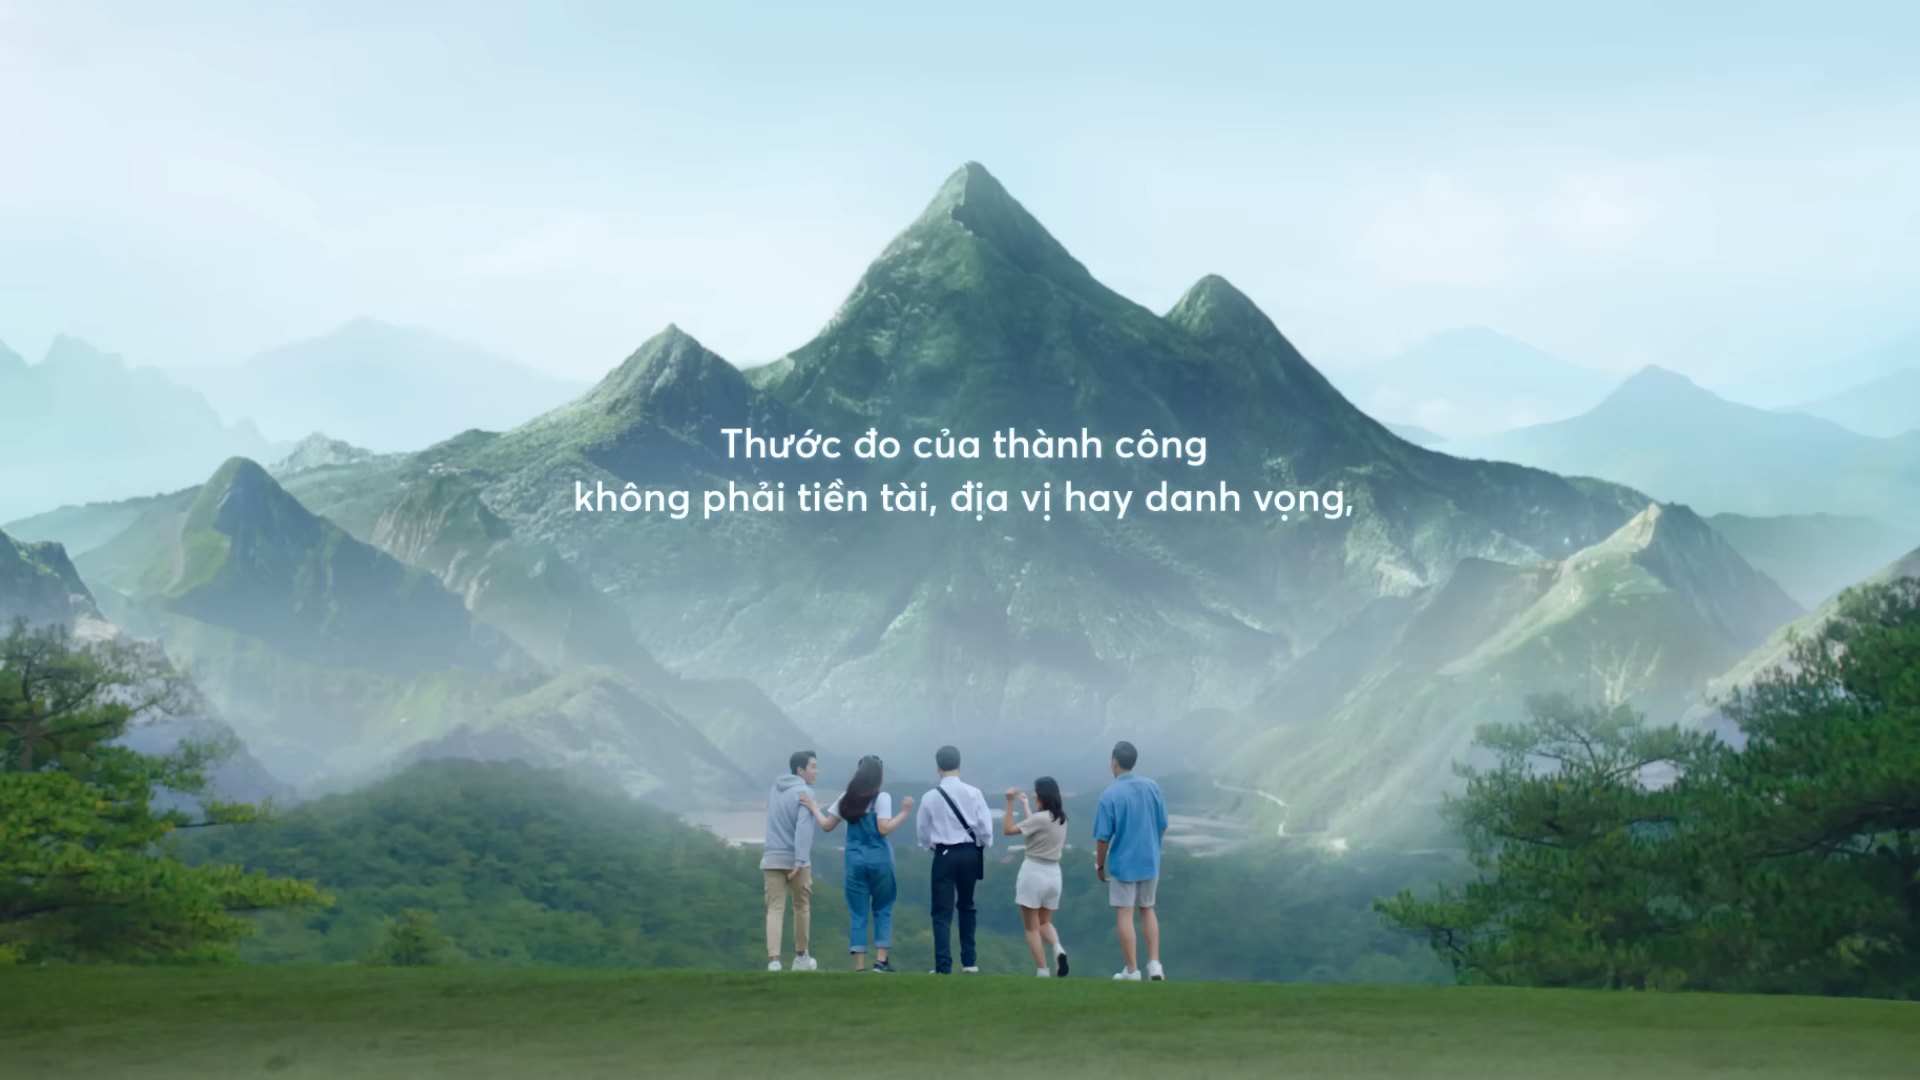 Thước đo của thành công
không phải tiền tài, địa vị hay danh vọng,